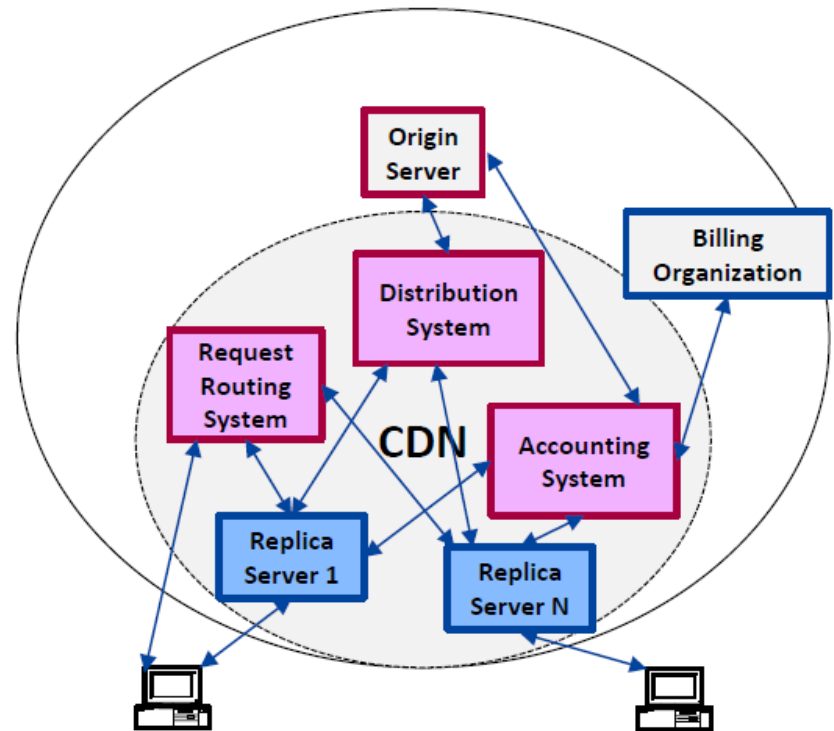 Origin
Server
Billing
Organization
Distribution
System
Request
Routing
System
CDN
Accounting
System
Replica
Server 1
Replica
Server N